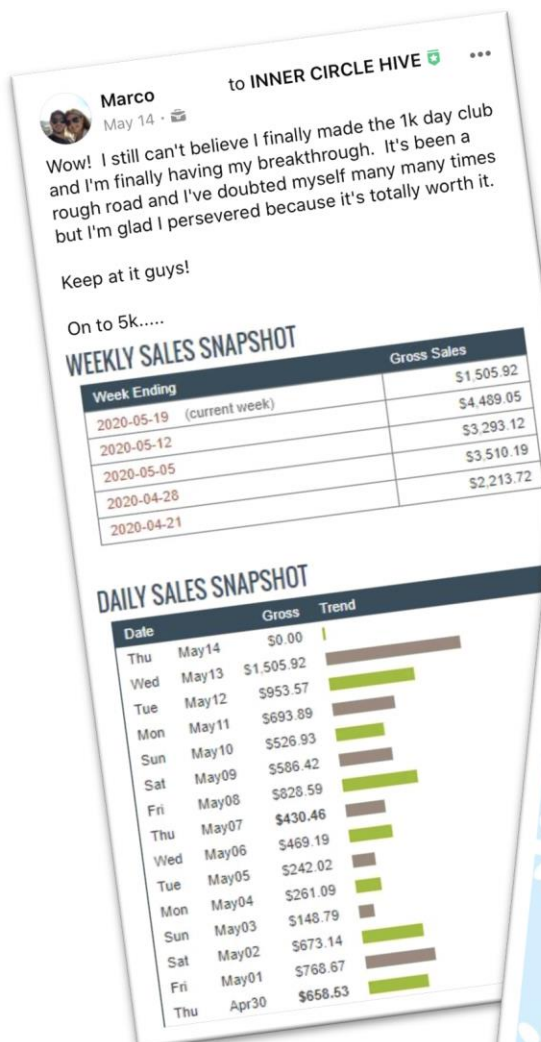 Marco to INNER CIRCLE HIVE
May 14 ·
Wow! I still can't believe I finally made the 1k day club
and I'm finally having my breakthrough. It's been a
rough road and I've doubted myself many many times
but I'm glad I persevered because it's totally worth it.
Keep at it guys!
On to 5k.....
WEEKLY SALES SNAPSHOT
Week Ending Gross Sales
2020-05-19 (current week) $1,505.92
2020-05-12 $4,489.05
2020-05-05 $3,293.12
2020-04-28 $3,510.19
2020-04-21 $2,213.72
DAILY SALES SNAPSHOT
Date Gross Trend
Thu May14 $0.00
Wed May13 $1,505.92
Tue May12 $953.57
Mon May11 $693.89
Sun May10 $526.93
Sat May09 $586.42
Fri May08 $828.59
Thu May07 $430.46
Wed May06 $469.19
Tue May05 $242.02
Mon May04 $261.09
Sun May03 $148.79
Sat May02 $673.14
Fri May01 $768.67
Thu Apr30 $658.53